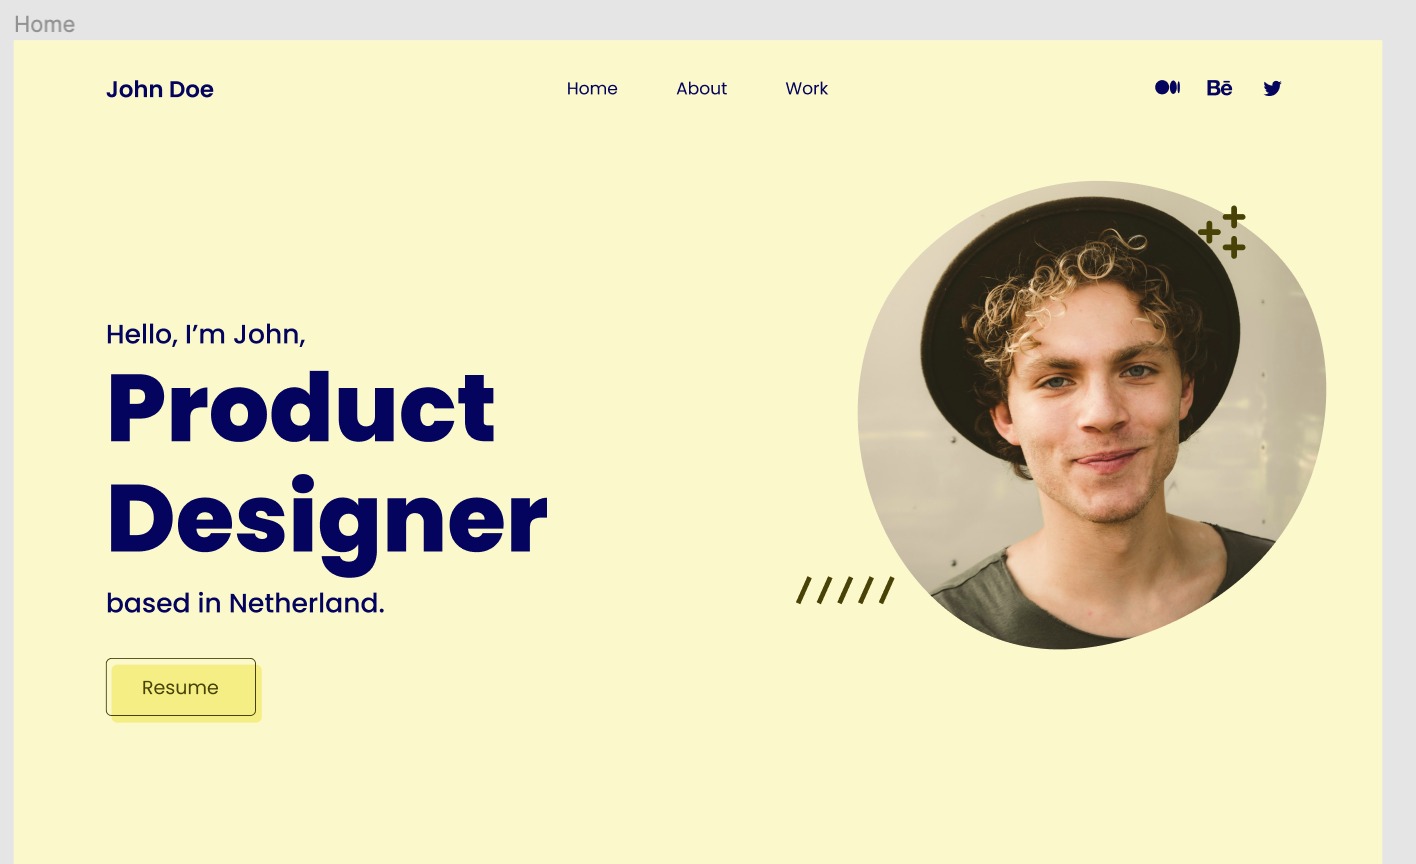 Home
John Doe
Home About Work Bē
Hello, I’m John,
Product
Designer
based in Netherland.
Resume